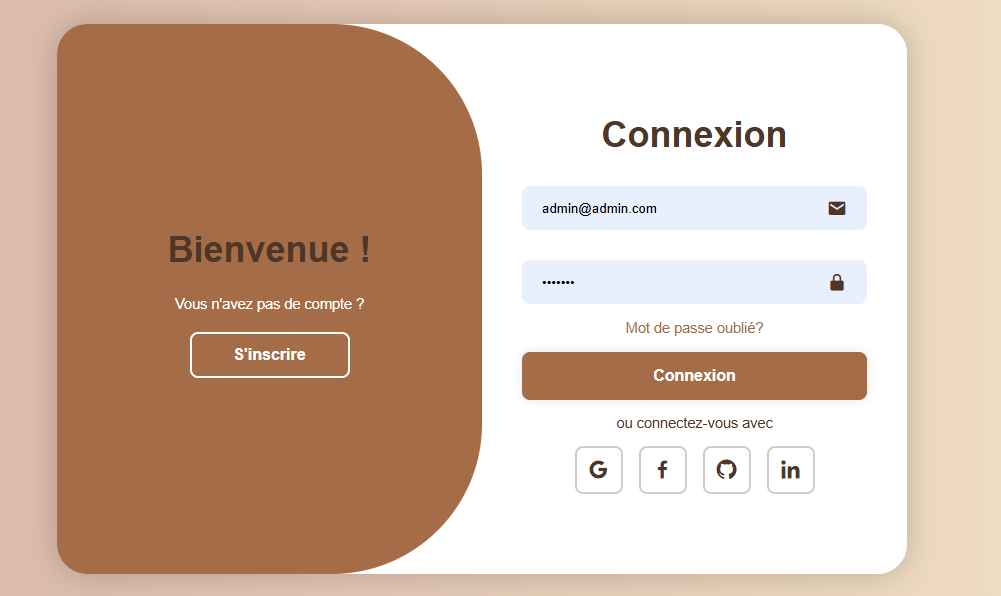 Bienvenue !
Vous n'avez pas de compte ?
S'inscrire
Connexion
admin@admin.com
•••••••
Mot de passe oublié?
Connexion
ou connectez-vous avec